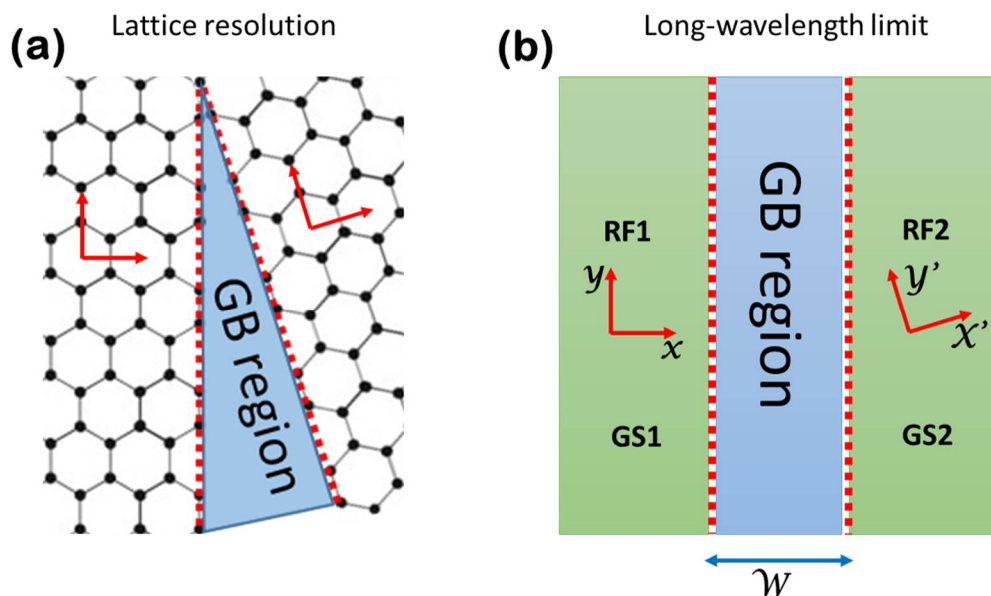 Lattice resolution
(a)
GB region
Long-wavelength limit
(b)
GB region
RF1
y
x
GS1
RF2
y'
x'
GS2
W